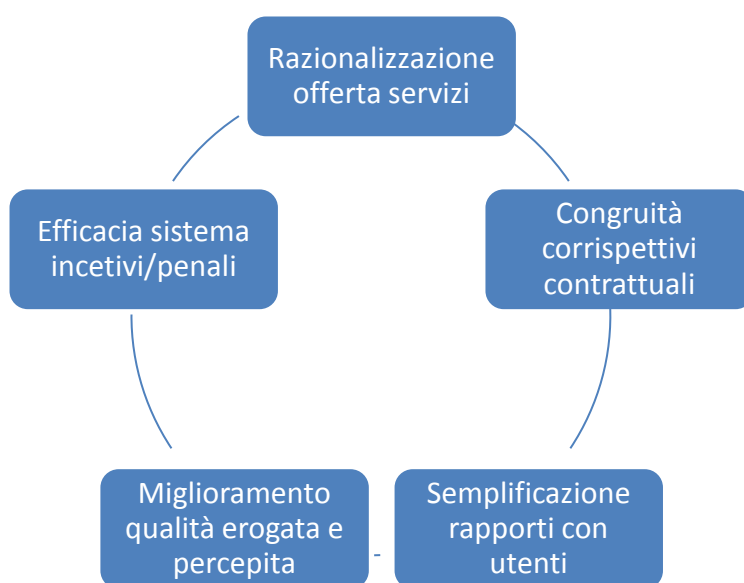 Razionalizzazione
offerta servizi
Congruità
corrispettivi
contrattuali
Semplificazione
rapporti con
utenti
Miglioramento
qualità erogata e
percepita
Efficacia sistema
incetivi/penali